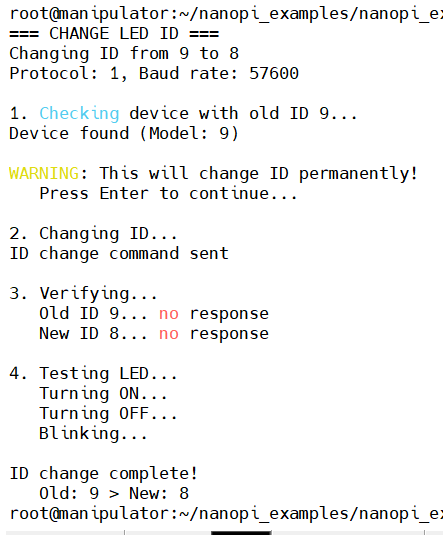 root@manipulator:~/nanopi_examples/nanopi_ex
=== CHANGE LED ID ===
Changing ID from 9 to 8
Protocol: 1, Baud rate: 57600
1. Checking device with old ID 9...
Device found (Model: 9)
WARNING: This will change ID permanently!
Press Enter to continue...
2. Changing ID...
ID change command sent
3. Verifying...
Old ID 9... no response
New ID 8... no response
4. Testing LED...
Turning ON...
Turning OFF...
Blinking...
ID change complete!
Old: 9 > New: 8
root@manipulator:~/nanopi_examples/nanopi_ex